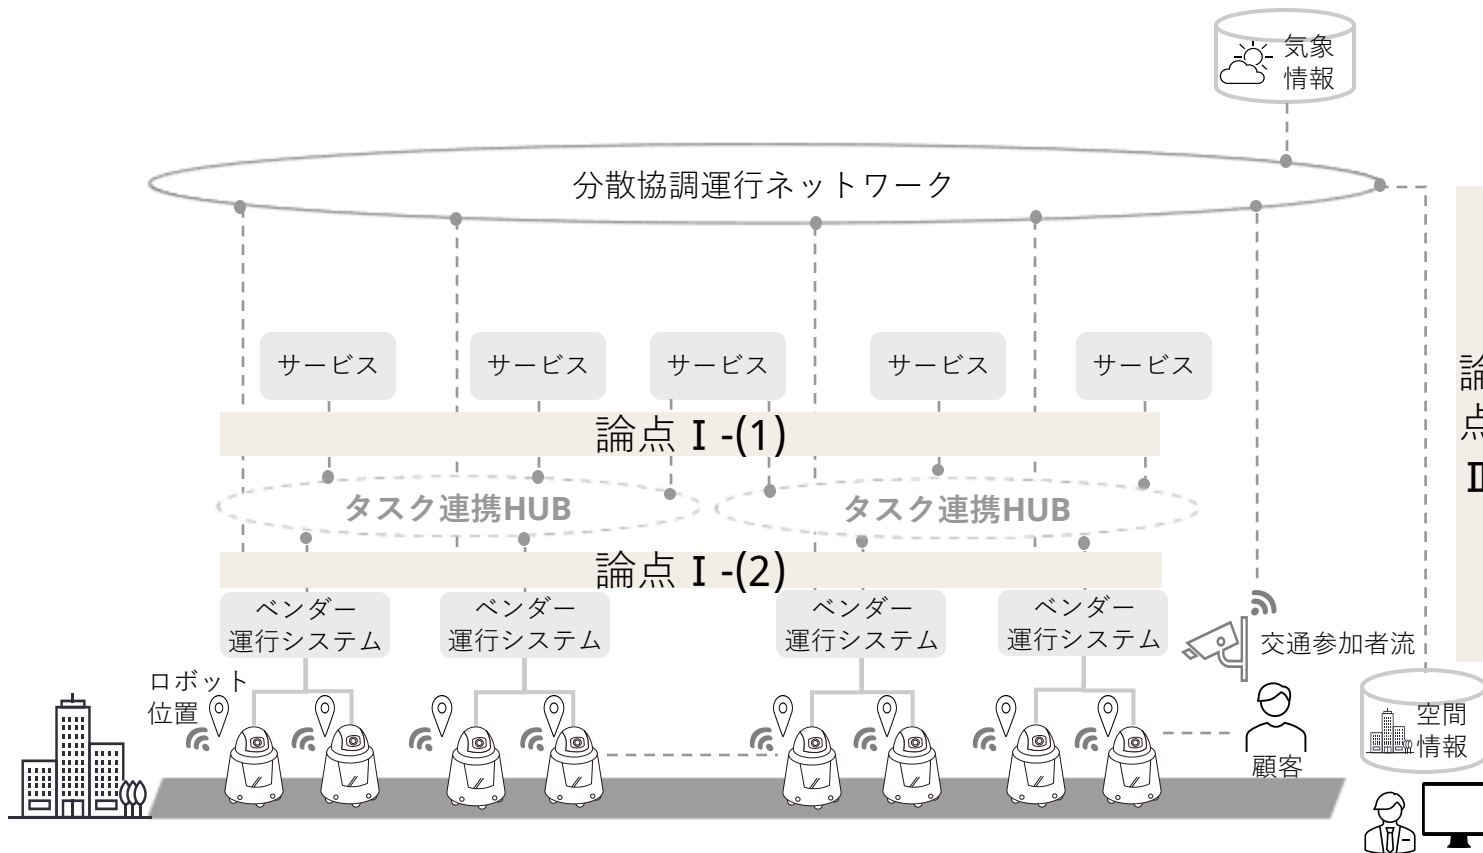 気象
情報
分散協調運行ネットワーク
サービス
サービス
サービス
サービス
サービス
論点Ⅰ-(1)
タスク連携HUB
タスク連携HUB
論点Ⅰ-(2)
ベンダー
運行システム
ベンダー
運行システム
ベンダー
運行システム
ベンダー
運行システム
交通参加者流
ロボット
位置
顧客
空間
情報
論
点
Ⅱ